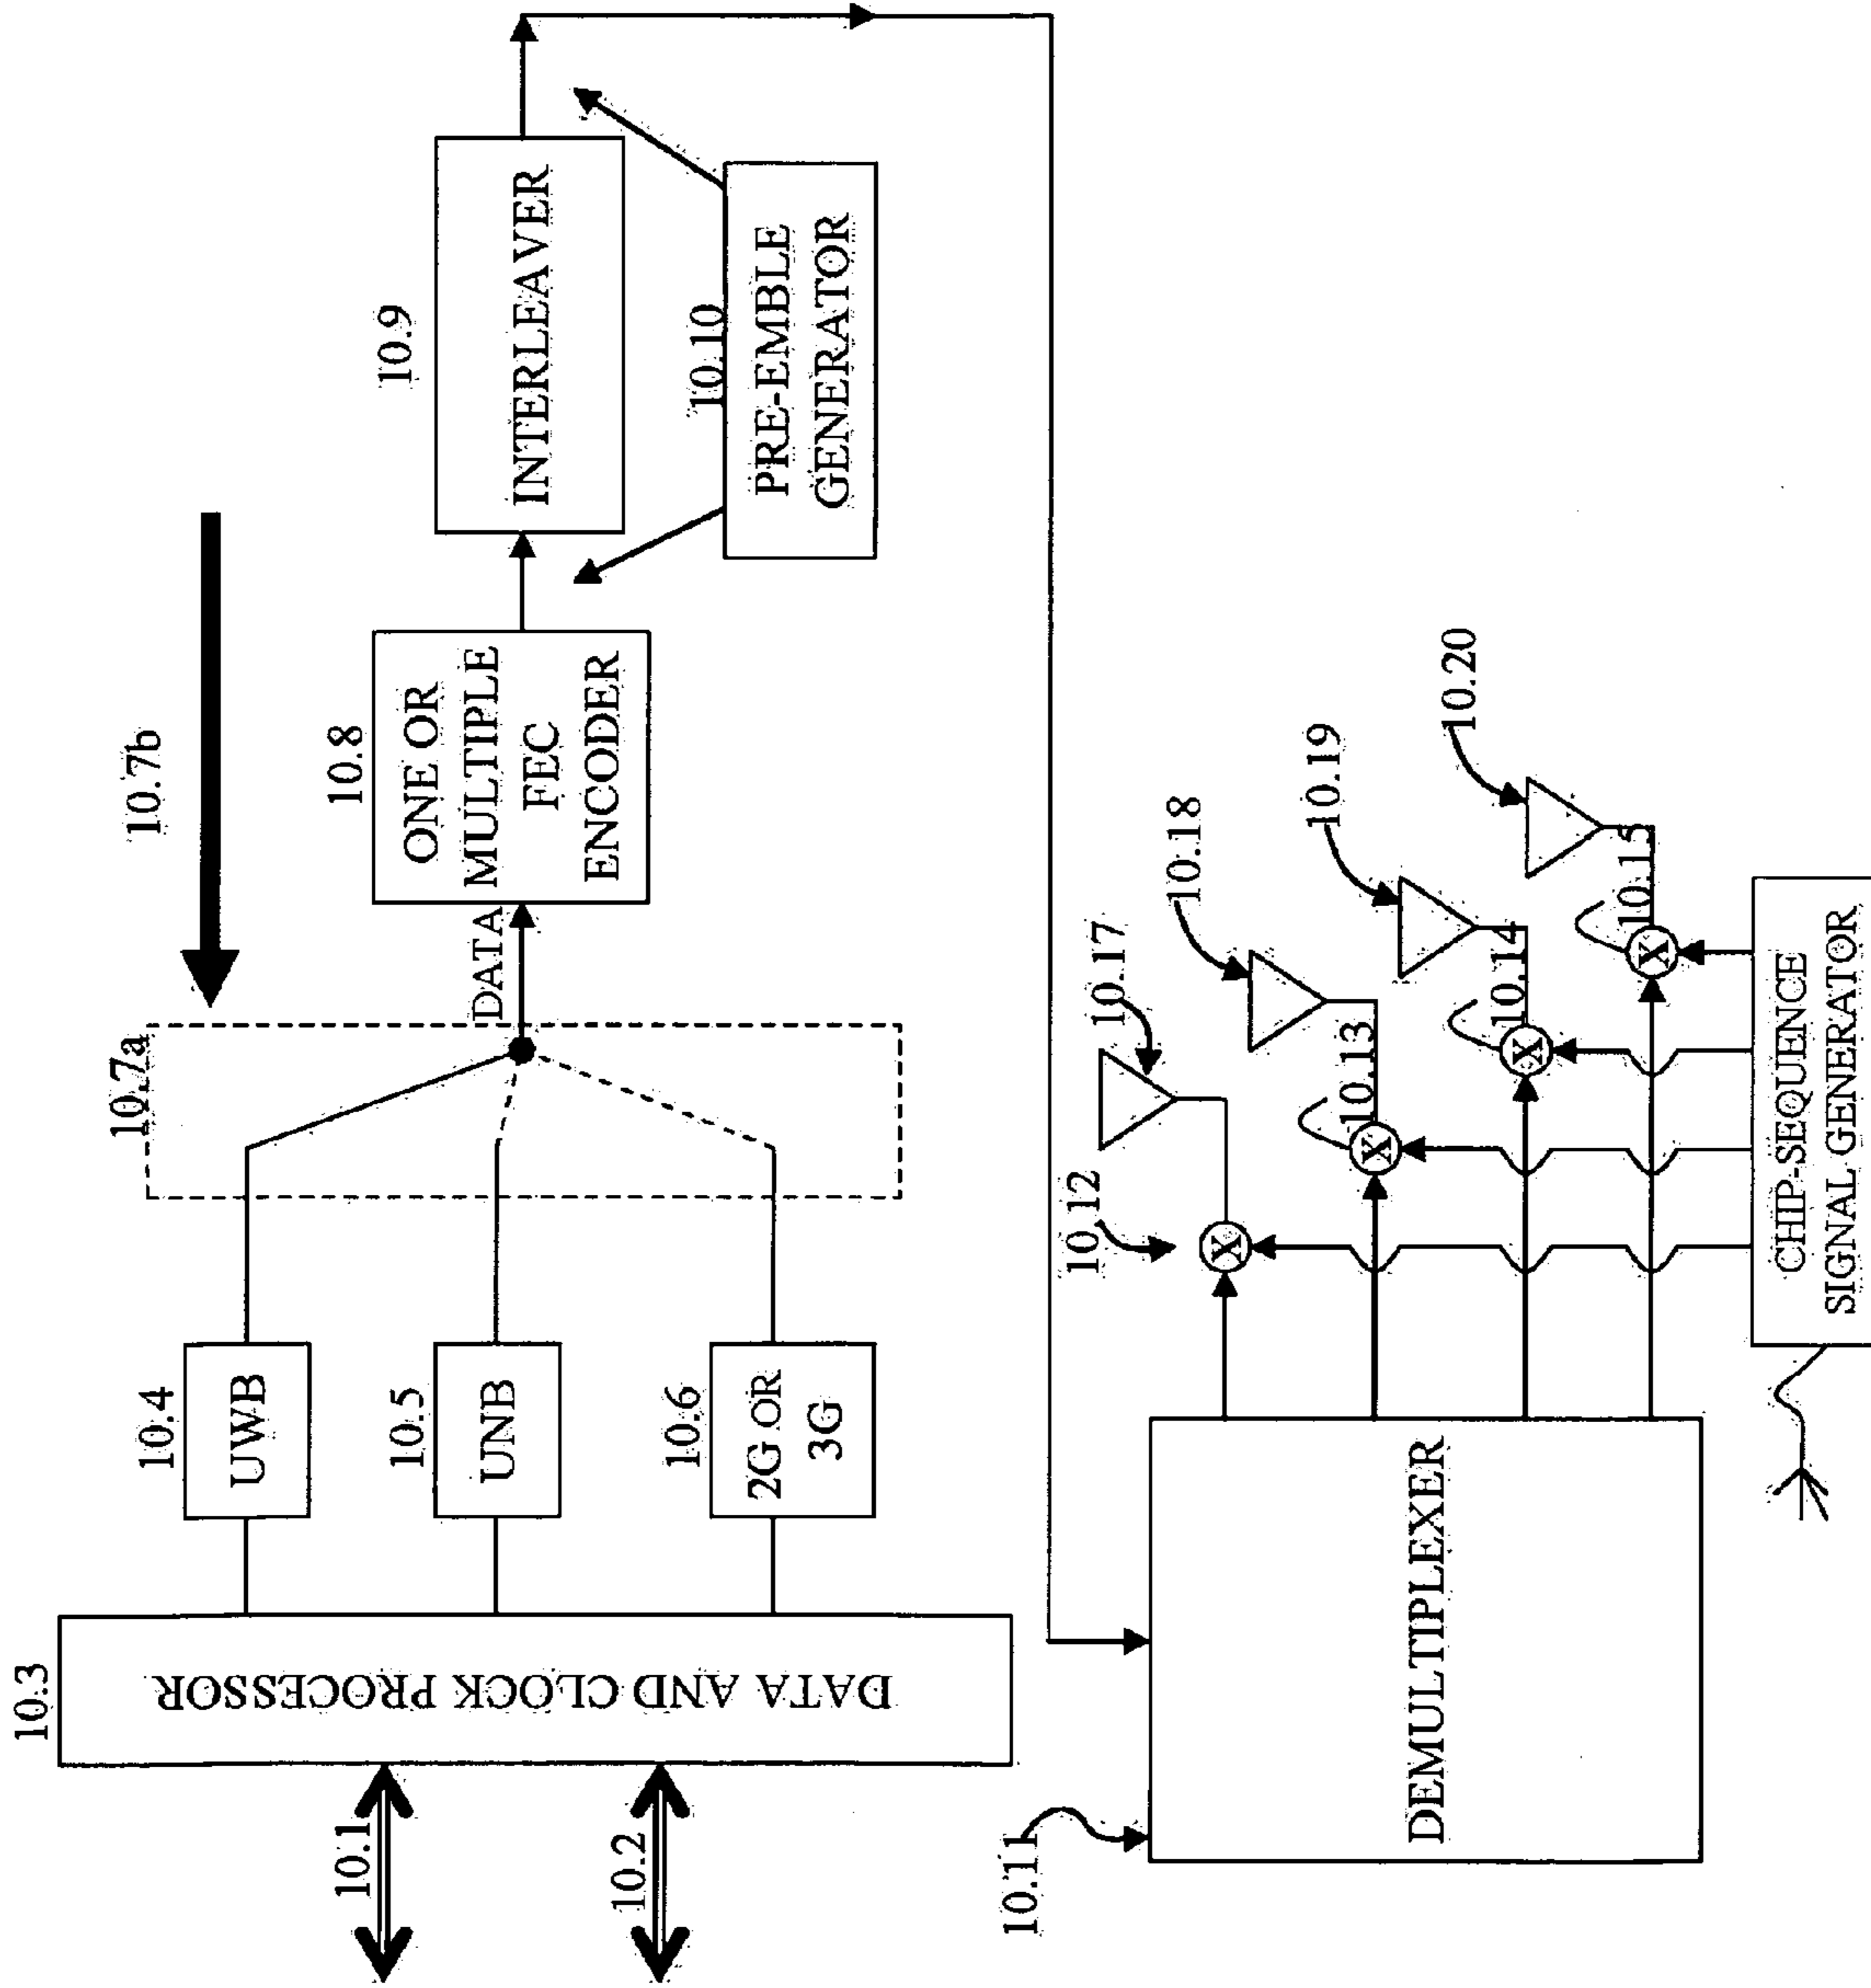 10.1
10.2
10.3
DATA AND CLOCK PROCESSOR
10.4
UWB
10.5
UNB
10.6
2G OR
3G
10.7a
10.7b
DATA
10.8
ONE OR
MULTIPLE
FEC
ENCODER
10.9
INTERLEAVER
10.10
PRE-EMBLE
GENERATOR
10.11
DEMULTIPLEXER
10.12
X
10.17
10.13
X
10.18
10.14
X
10.19
10.15
X
10.20
CHIP-SEQUENCE
SIGNAL GENERATOR